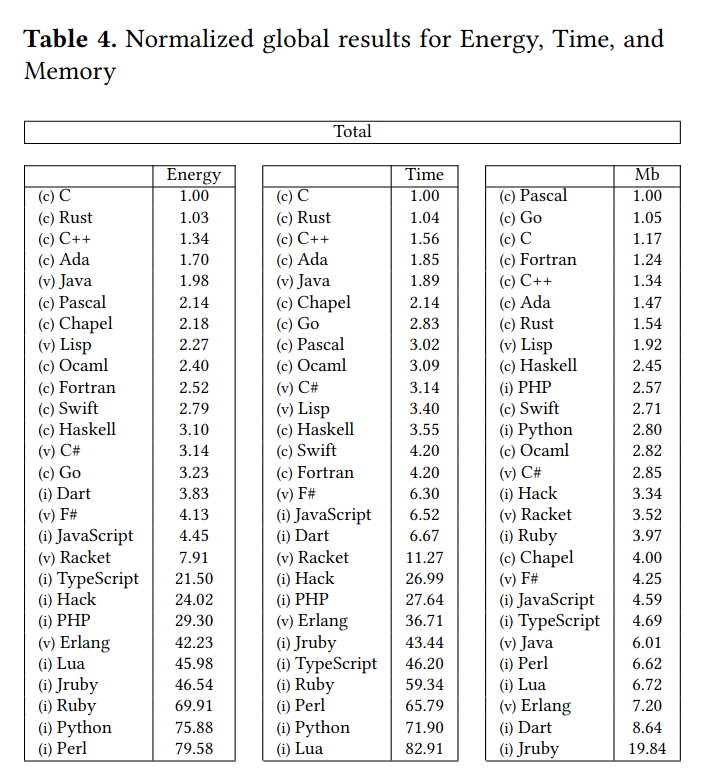 Table 4. Normalized global results for Energy, Time, and
Memory
Total
Energy
(c) C 1.00
(c) Rust 1.03
(c) C++ 1.34
(c) Ada 1.70
(v) Java 1.98
(c) Pascal 2.14
(c) Chapel 2.18
(v) Lisp 2.27
(c) Ocaml 2.40
(c) Fortran 2.52
(c) Swift 2.79
(c) Haskell 3.10
(v) C# 3.14
(c) Go 3.23
(i) Dart 3.83
(v) F# 4.13
(i) JavaScript 4.45
(v) Racket 7.91
(i) TypeScript 21.50
(i) Hack 24.02
(i) PHP 29.30
(v) Erlang 42.23
(i) Lua 45.98
(i) Jruby 46.54
(i) Ruby 69.91
(i) Python 75.88
(i) Perl 79.58
Time
(c) C 1.00
(c) Rust 1.04
(c) C++ 1.56
(c) Ada 1.85
(v) Java 1.89
(c) Chapel 2.14
(c) Go 2.83
(c) Pascal 3.02
(c) Ocaml 3.09
(v) C# 3.14
(v) Lisp 3.40
(c) Haskell 3.55
(c) Swift 4.20
(c) Fortran 4.20
(v) F# 6.30
(i) JavaScript 6.52
(i) Dart 6.67
(v) Racket 11.27
(i) Hack 26.99
(i) PHP 27.64
(v) Erlang 36.71
(i) Jruby 43.44
(i) TypeScript 46.20
(i) Ruby 59.34
(i) Perl 65.79
(i) Python 71.90
(i) Lua 82.91
Mb
(c) Pascal 1.00
(c) Go 1.05
(c) C 1.17
(c) Fortran 1.24
(c) C++ 1.34
(c) Ada 1.47
(c) Rust 1.54
(v) Lisp 1.92
(c) Haskell 2.45
(i) PHP 2.57
(c) Swift 2.71
(i) Python 2.80
(c) Ocaml 2.82
(v) C# 2.85
(i) Hack 3.34
(v) Racket 3.52
(i) Ruby 3.97
(c) Chapel 4.00
(v) F# 4.25
(i) JavaScript 4.59
(i) TypeScript 4.69
(v) Java 6.01
(i) Perl 6.62
(i) Lua 6.72
(v) Erlang 7.20
(i) Dart 8.64
(i) Jruby 19.84